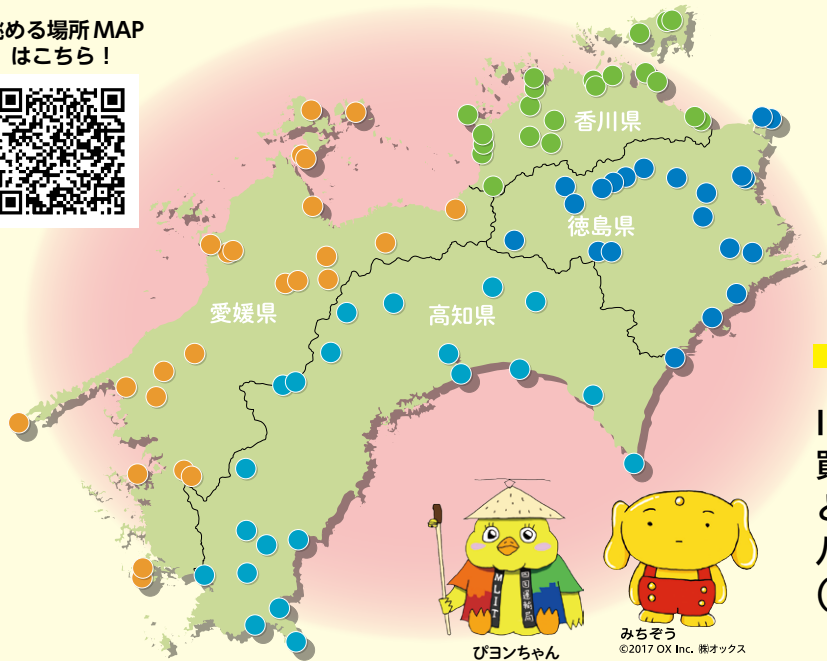 める場所MAP
はこちら！
香川県
徳島県
愛媛県
高知県
MLIT
四国運輸局
ぴヨンちゃん
みちぞう
©2017 OX Inc. ㈱オックス